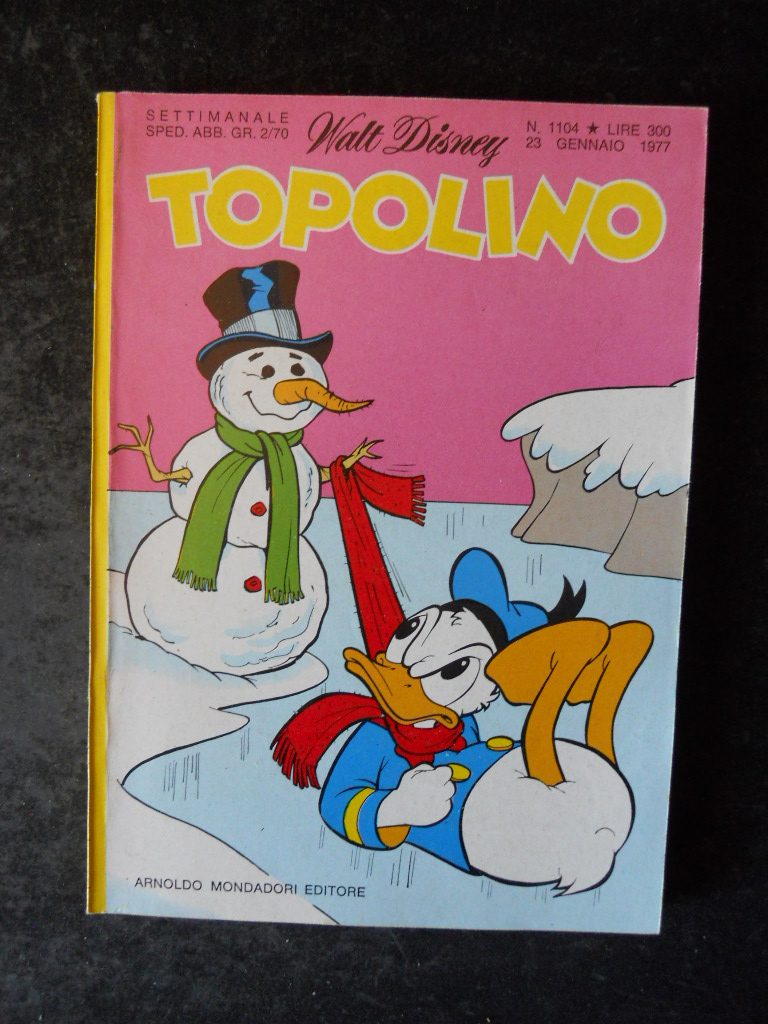 SETTIMANALE
SPED. ABB. GR. 2/70
Walt Disney
N. 1104 ★ LIRE 300
23 GENNAIO 1977
TOPOLINO
ARNOLDO MONDADORI EDITORE